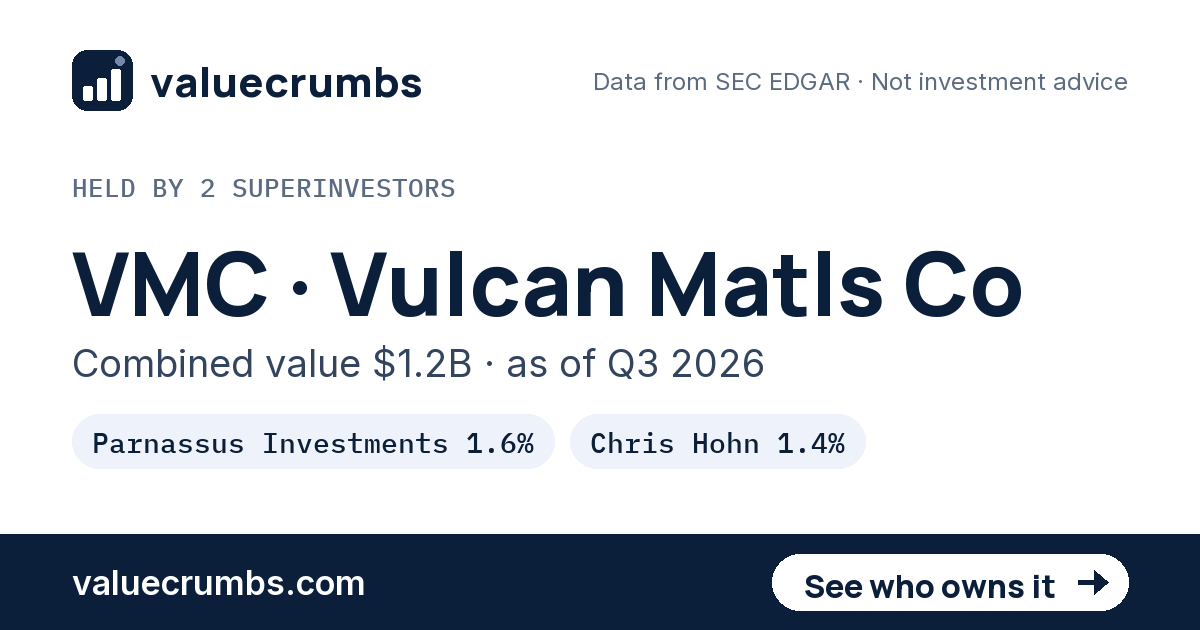 valuecrumbs
Data from SEC EDGAR · Not investment advice
HELD BY 2 SUPERINVESTORS
VMC · Vulcan Matls Co
Combined value $1.2B · as of Q3 2026
Parnassus Investments 1.6%
Chris Hohn 1.4%
valuecrumbs.com
See who owns it →